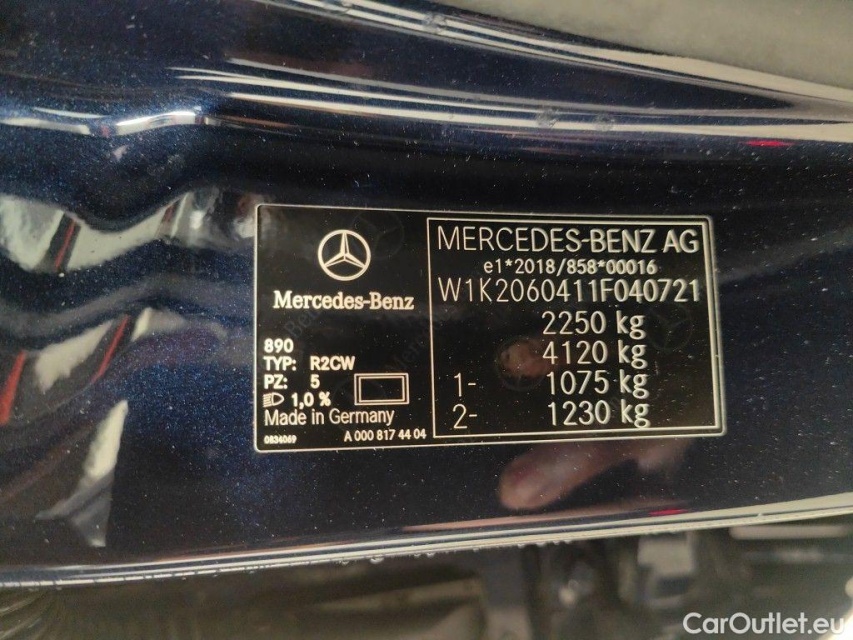 Mercedes-Benz
890
TYP: R2CW
PZ: 5
1,0 %
Made in Germany
0834069
A 000 817 44 04
MERCEDES-BENZ AG
e1*2018/858*00016
W1K2060411F040721
2250 kg
4120 kg
1- 1075 kg
2- 1230 kg
CarOutlet.eu